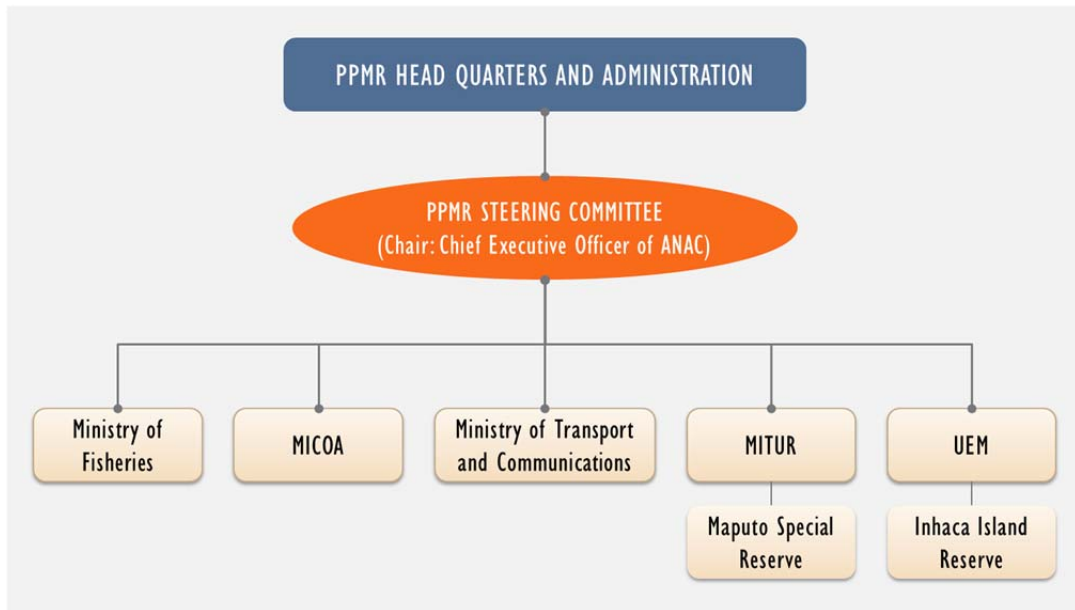 PPMR HEAD QUARTERS AND ADMINISTRATION
PPMR STEERING COMMITTEE
(Chair: Chief Executive Officer of ANAC)
Ministry of
Fisheries
MICOA
Ministry of Transport
and Communications
MITUR
UEM
Maputo Special
Reserve
Inhaca Island
Reserve